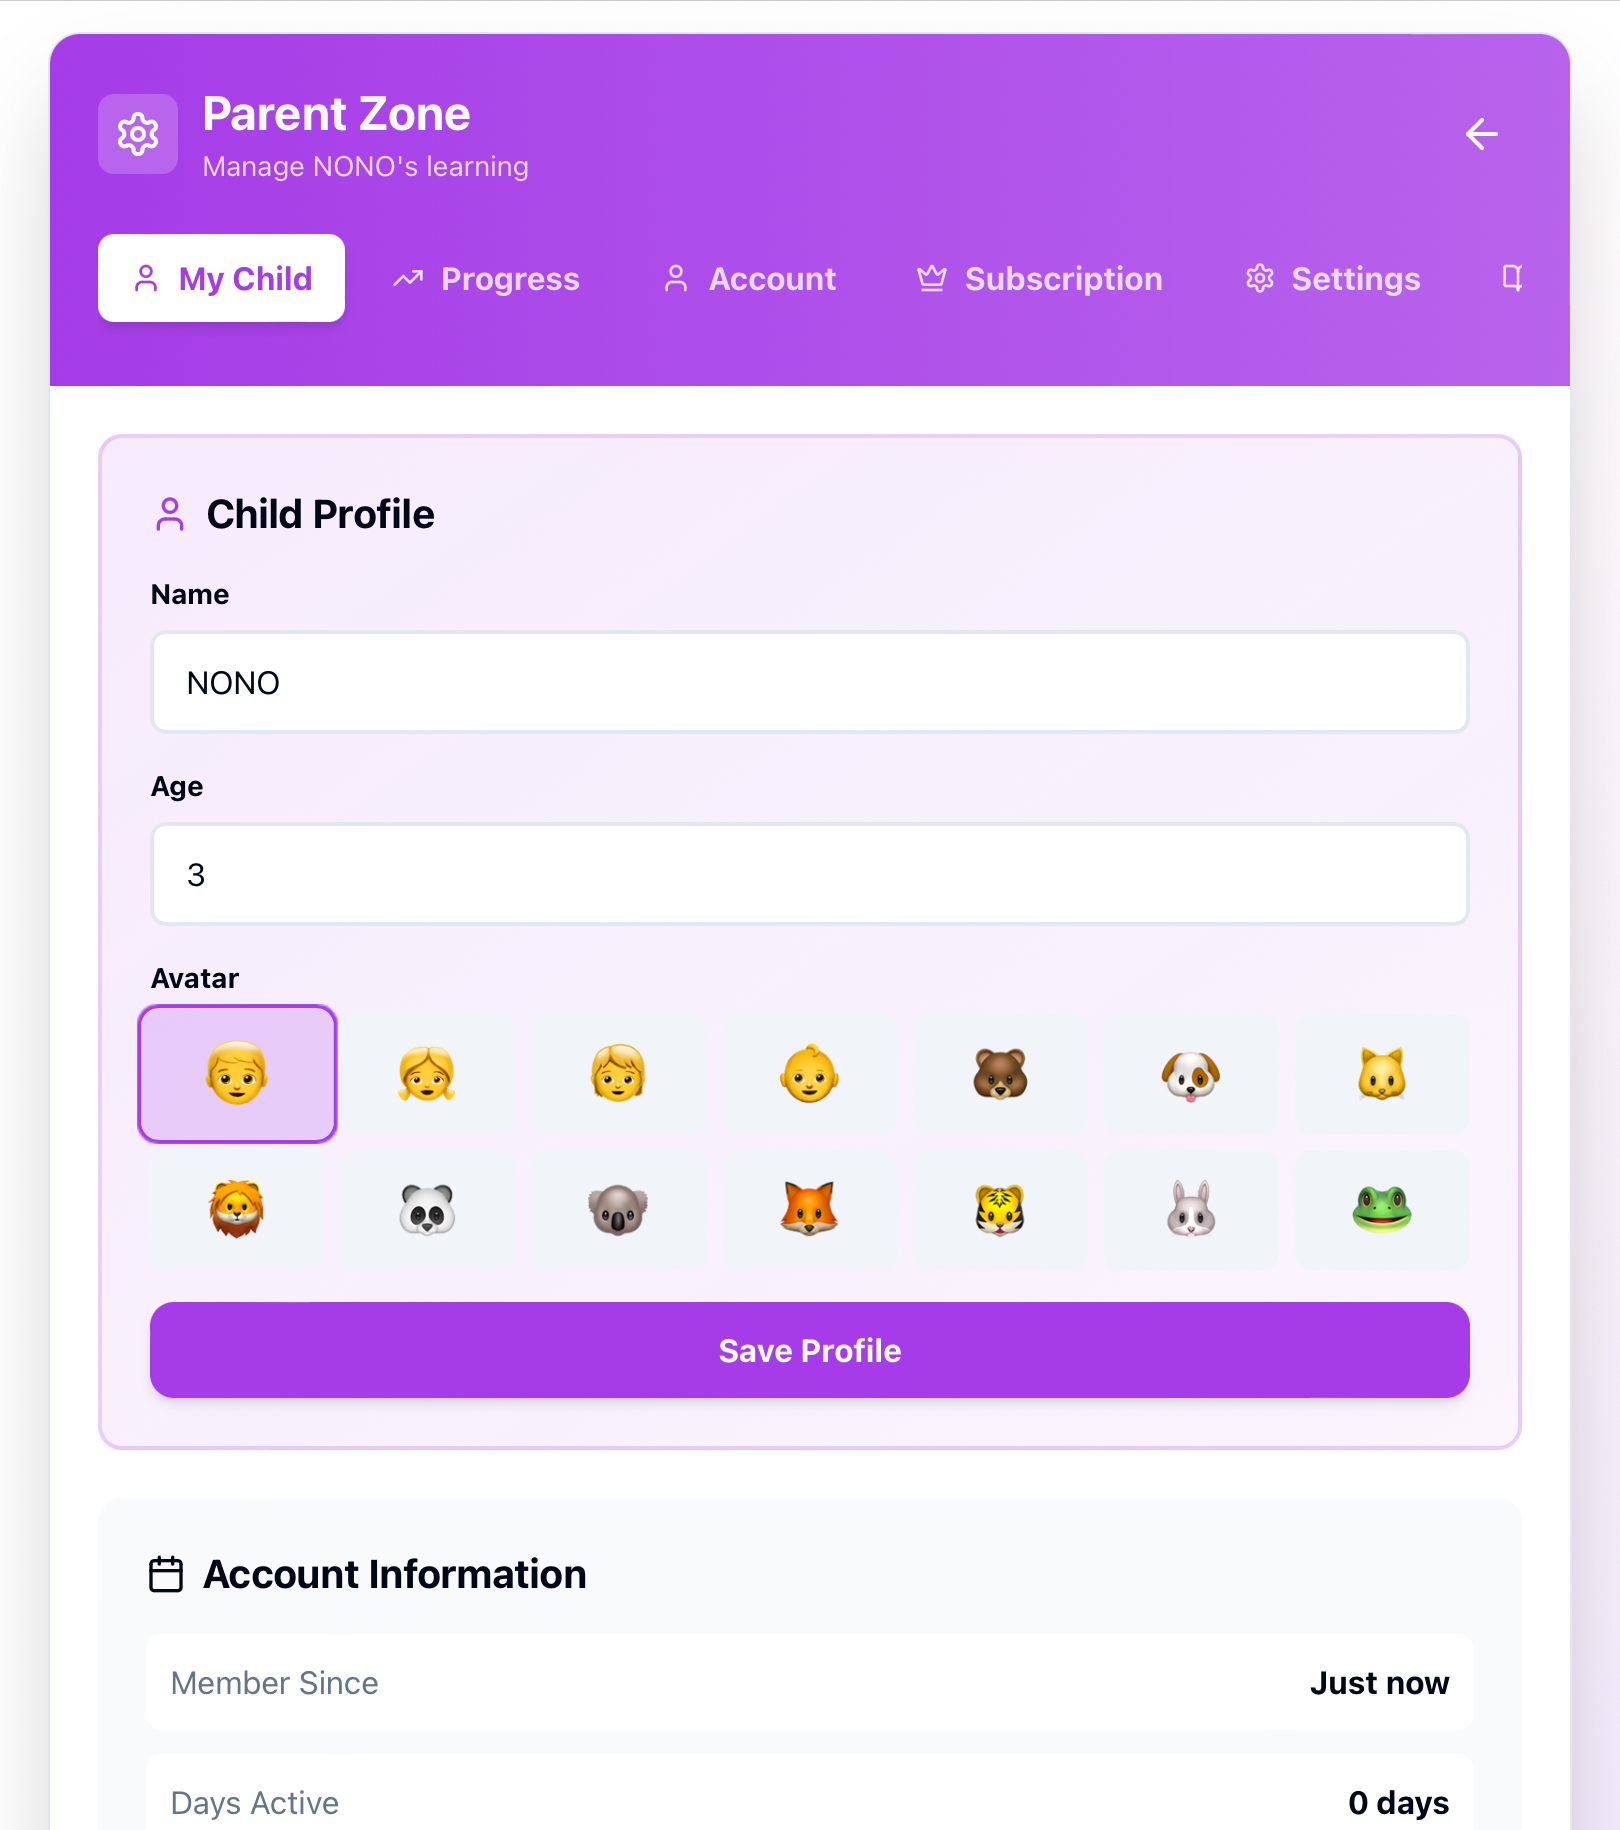 Parent Zone
Manage NONO's learning
My Child
Progress
Account
Subscription
Settings
Child Profile
Name
NONO
Age
3
Avatar
Save Profile
Account Information
Member Since
Just now
Days Active
0 days